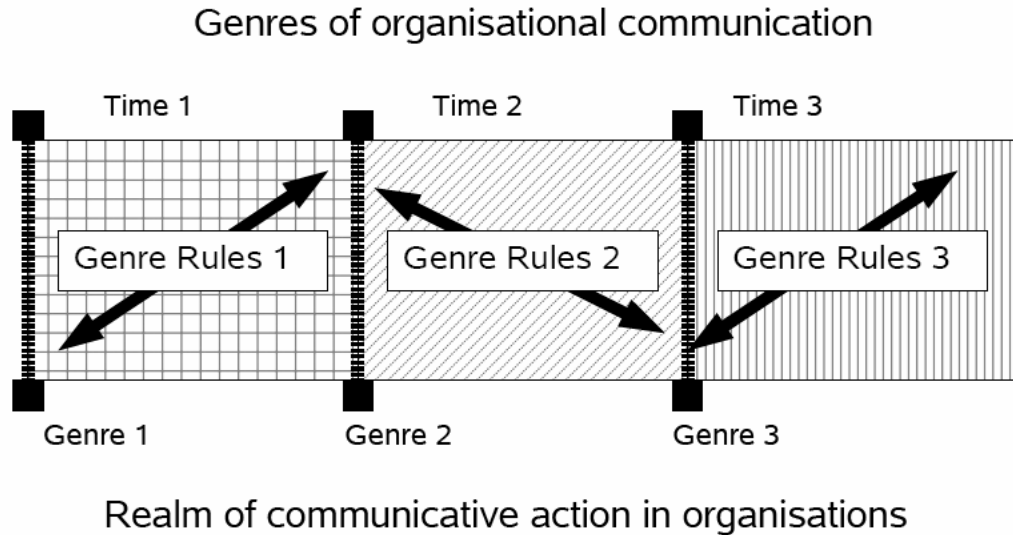 Genres of organisational communication
Time 1
Time 2
Time 3
Genre Rules 1
Genre Rules 2
Genre Rules 3
Genre 1
Genre 2
Genre 3
Realm of communicative action in organisations